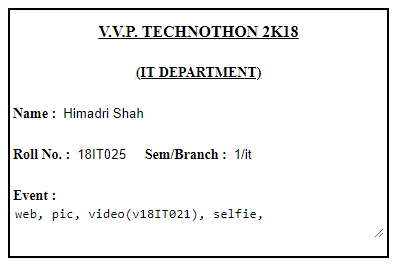 V.V.P. TECHNOTHON 2K18
(IT DEPARTMENT)
Name : Himadri Shah
Roll No. : 18IT025 Sem/Branch : 1/it
Event :
web, pic, video(v18IT021), selfie,